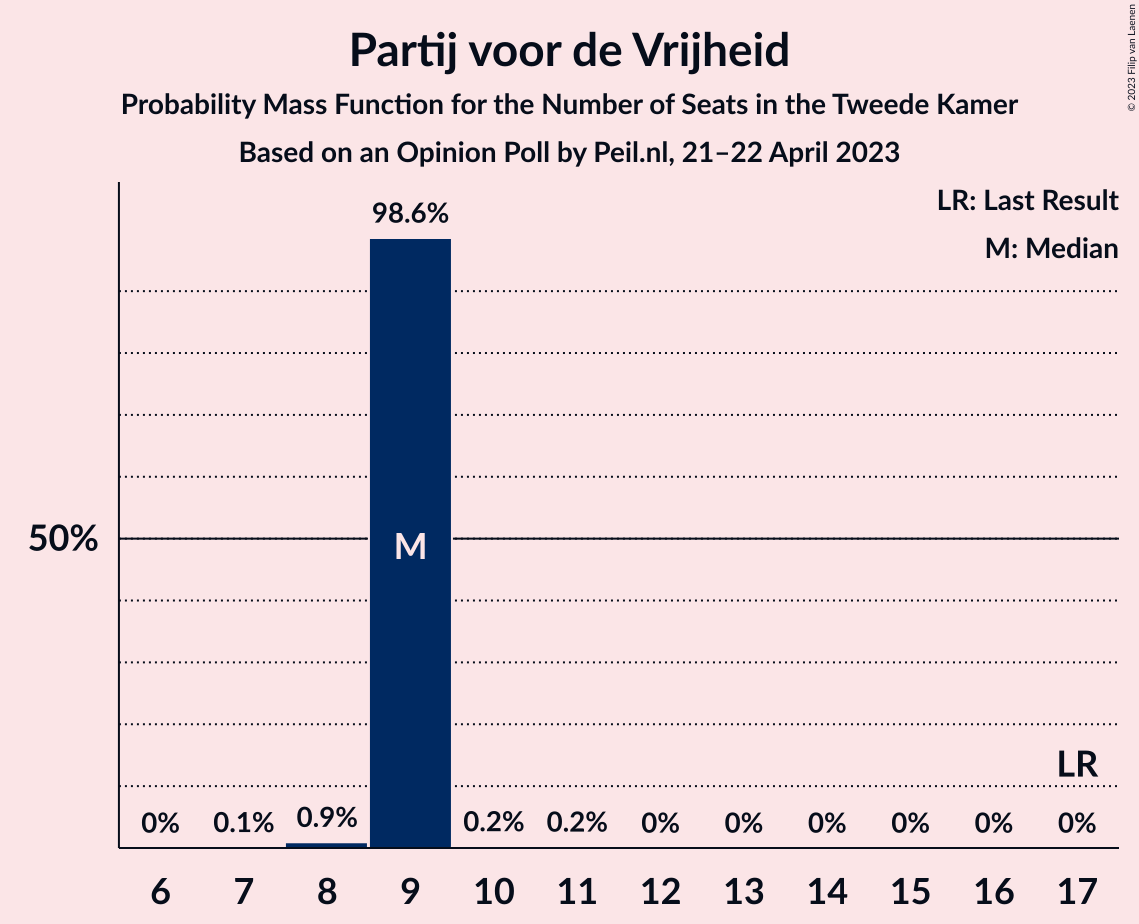 Partij voor de Vrijheid
Probability Mass Function for the Number of Seats in the Tweede Kamer
Based on an Opinion Poll by Peil.nl, 21–22 April 2023
© 2023 Filip van Laenen
LR: Last Result
M: Median
98.6%
50%
M
LR
0% 0.1% 0.9% 0.2% 0.2% 0% 0% 0% 0% 0% 0%
6 7 8 9 10 11 12 13 14 15 16 17